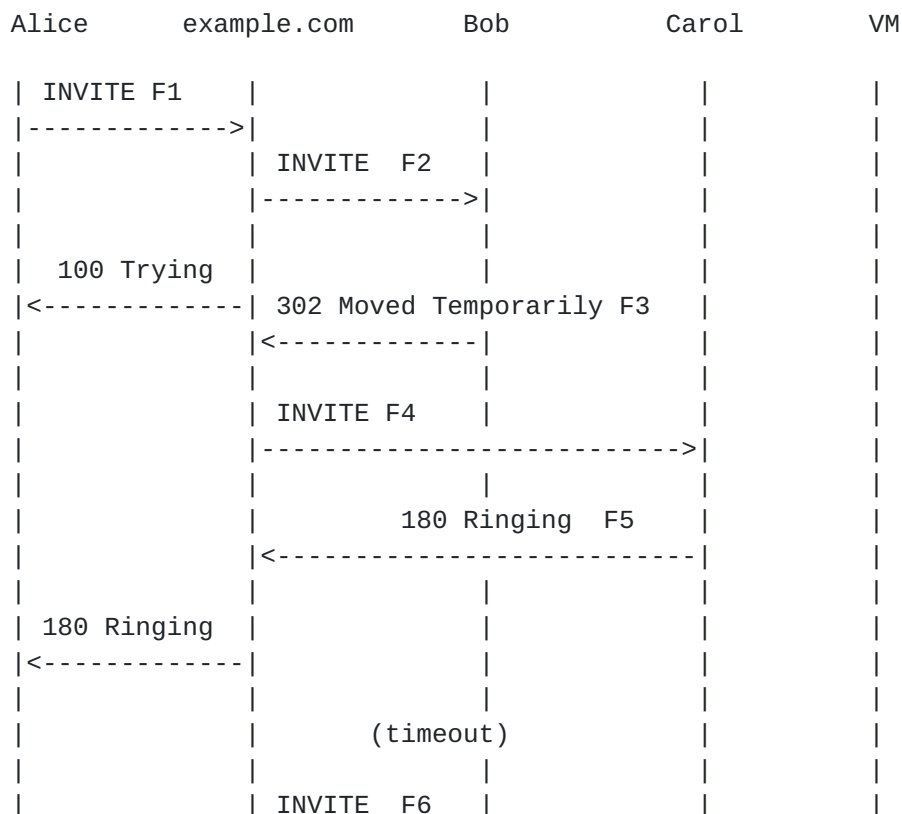 Alice      example.com       Bob          Carol        VM
| INVITE F1    |              |             |          |
|------------->|              |             |          |
|              | INVITE  F2   |             |          |
|              |------------->|             |          |
|              |              |             |          |
|  100 Trying  |              |             |          |
|<-------------| 302 Moved Temporarily F3   |          |
|              |<-------------|             |          |
|              |              |             |          |
|              | INVITE F4    |             |          |
|              |--------------------------->|          |
|              |              |             |          |
|              |         180 Ringing  F5    |          |
|              |<---------------------------|          |
|              |              |             |          |
| 180 Ringing  |              |             |          |
|<-------------|              |             |          |
|              |              |             |          |
|              |       (timeout)            |          |
|              |              |             |          |
|              | INVITE  F6   |             |          |